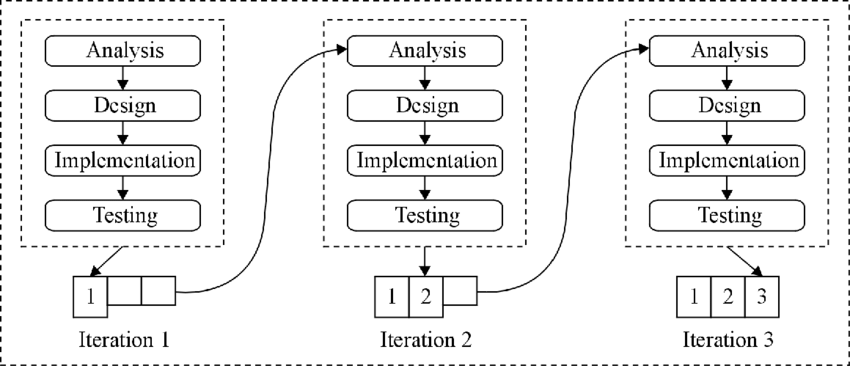 Analysis
Design
Implementation
Testing
1
Iteration 1
Analysis
Design
Implementation
Testing
1 2
Iteration 2
Analysis
Design
Implementation
Testing
1 2 3
Iteration 3